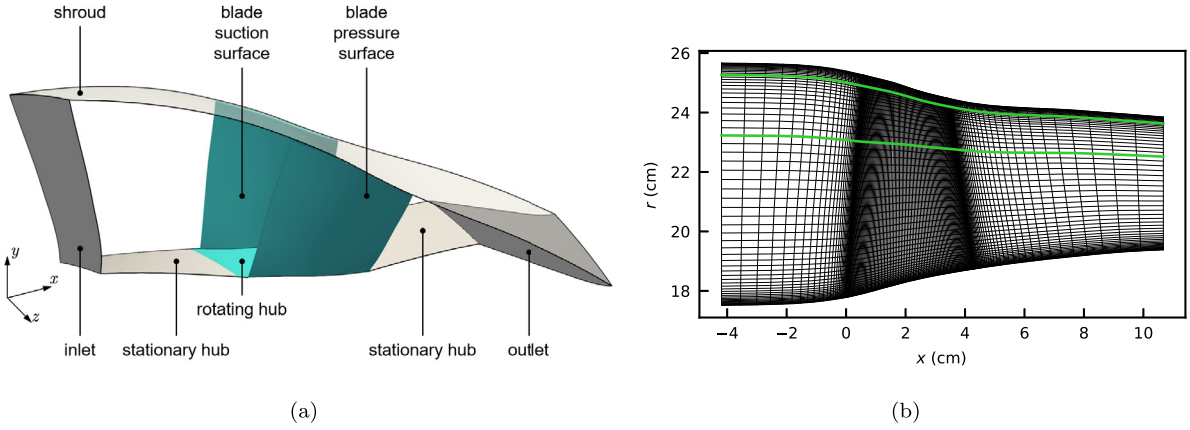 shroud
blade
suction
surface
blade
pressure
surface
y
x
z
rotating hub
inlet
stationary hub
stationary hub
outlet
(a)
26
24
22
20
18
r (cm)
−4
−2
0
2
4
6
8
10
x (cm)
(b)